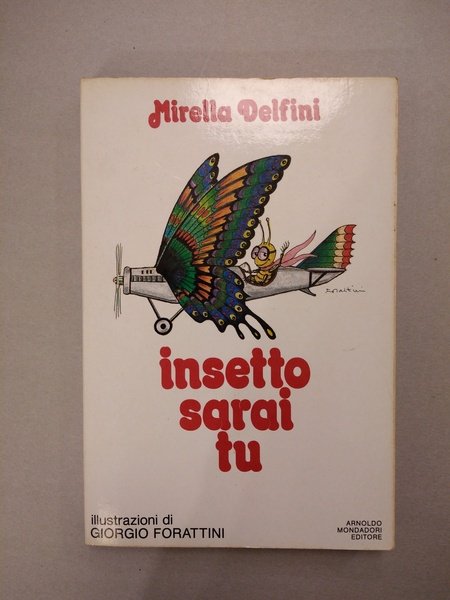 Mirella Delfini
forattini
insetto
sarai
tu
illustrazioni di
GIORGIO FORATTINI
ARNOLDO
MONDADORI
EDITORE